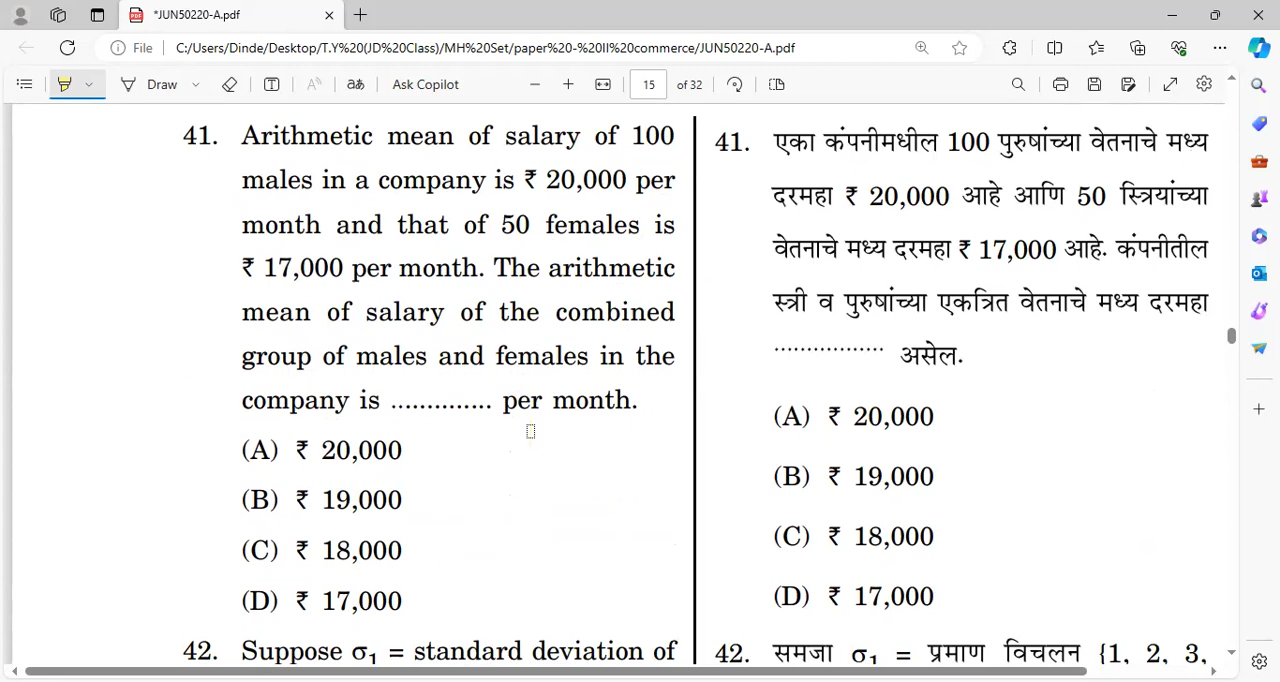 *JUN50220-A.pdf
File
C:/Users/Dinde/Desktop/T.Y%20(JD%20Class)/MH%20Set/paper%20-%20II%20commerce/JUN50220-A.pdf
Draw
aあ
Ask Copilot
15
of 32
41. Arithmetic mean of salary of 100
males in a company is ₹ 20,000 per
month and that of 50 females is
₹ 17,000 per month. The arithmetic
mean of salary of the combined
group of males and females in the
company is .............. per month.
(A) ₹ 20,000
(B) ₹ 19,000
(C) ₹ 18,000
(D) ₹ 17,000
42. Suppose σ₁ = standard deviation of
41. एका कंपनीमधील 100 पुरुषांच्या वेतनाचे मध्य
दरमहा ₹ 20,000 आहे आणि 50 स्त्रियांच्या
वेतनाचे मध्य दरमहा ₹ 17,000 आहे. कंपनीतील
स्त्री व पुरुषांच्या एकत्रित वेतनाचे मध्य दरमहा
................. असेल.
(A) ₹ 20,000
(B) ₹ 19,000
(C) ₹ 18,000
(D) ₹ 17,000
42. समजा σ₁ = प्रमाण विचलन {1, 2, 3,